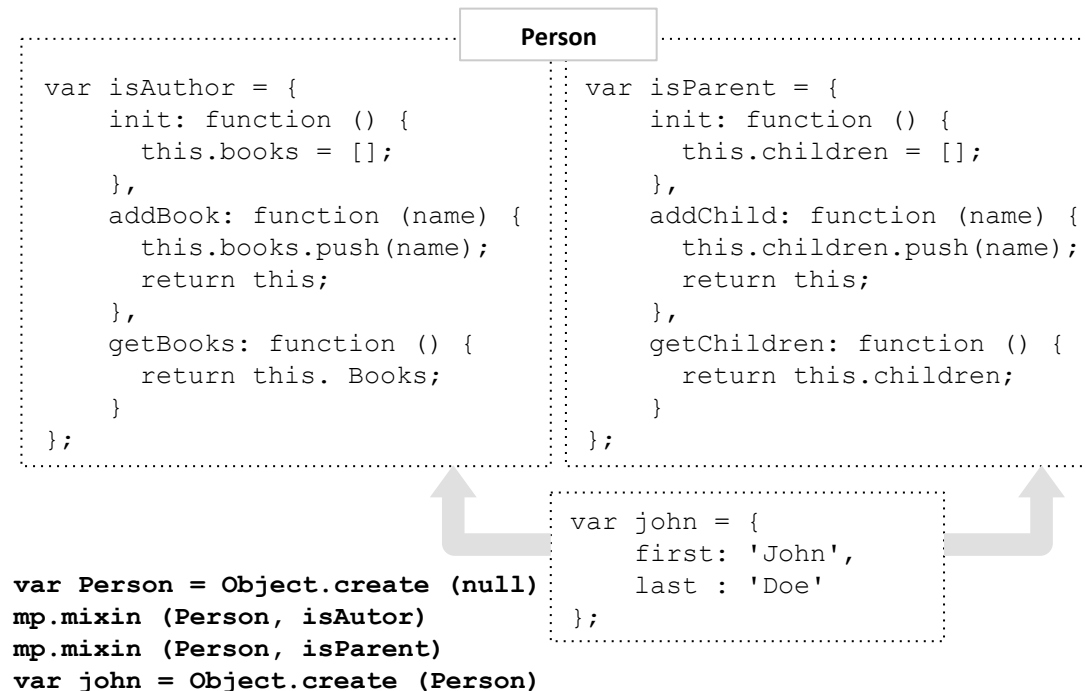 Person
var isAuthor = {
init: function () {
this.books = [];
},
addBook: function (name) {
this.books.push(name);
return this;
},
getBooks: function () {
return this. Books;
}
};
var isParent = {
init: function () {
this.children = [];
},
addChild: function (name) {
this.children.push(name);
return this;
},
getChildren: function () {
return this.children;
}
};
var john = {
first: 'John',
last : 'Doe'
};
var Person = Object.create (null)
mp.mixin (Person, isAutor)
mp.mixin (Person, isParent)
var john = Object.create (Person)